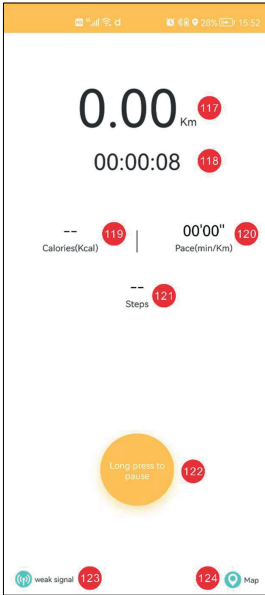 28% 15:52
0.00 Km 117
00:00:08 118
-- 119 00'00" 120
Calories(Kcal) Pace(min/Km)
-- 121
Steps
Long press to
pause 122
weak signal 123 124 Map